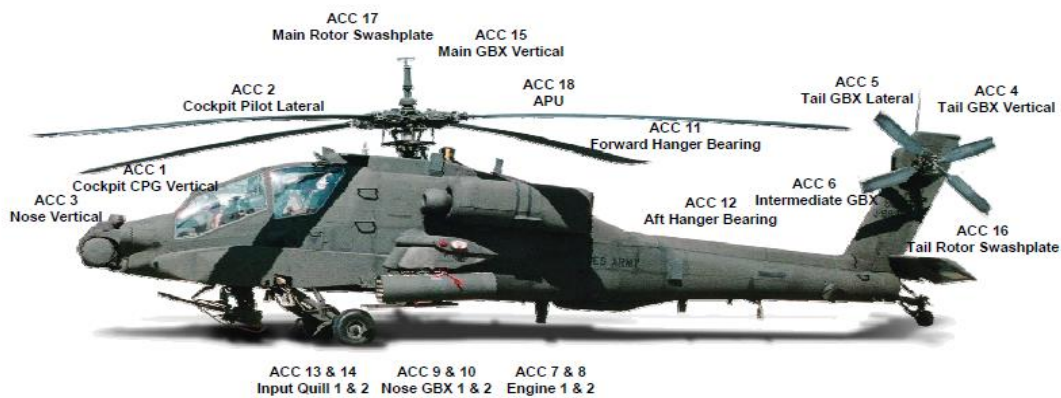 ACC 17
Main Rotor Swashplate
ACC 15
Main GBX Vertical
ACC 2
Cockpit Pilot Lateral
ACC 18
APU
ACC 5
Tail GBX Lateral
ACC 4
Tail GBX Vertical
ACC 11
Forward Hanger Bearing
ACC 1
Cockpit CPG Vertical
ACC 3
Nose Vertical
ACC 6
Intermediate GBX
ACC 12
Aft Hanger Bearing
ACC 16
Tail Rotor Swashplate
ES ARMY
ACC 13 & 14
Input Quill 1 & 2
ACC 9 & 10
Nose GBX 1 & 2
ACC 7 & 8
Engine 1 & 2